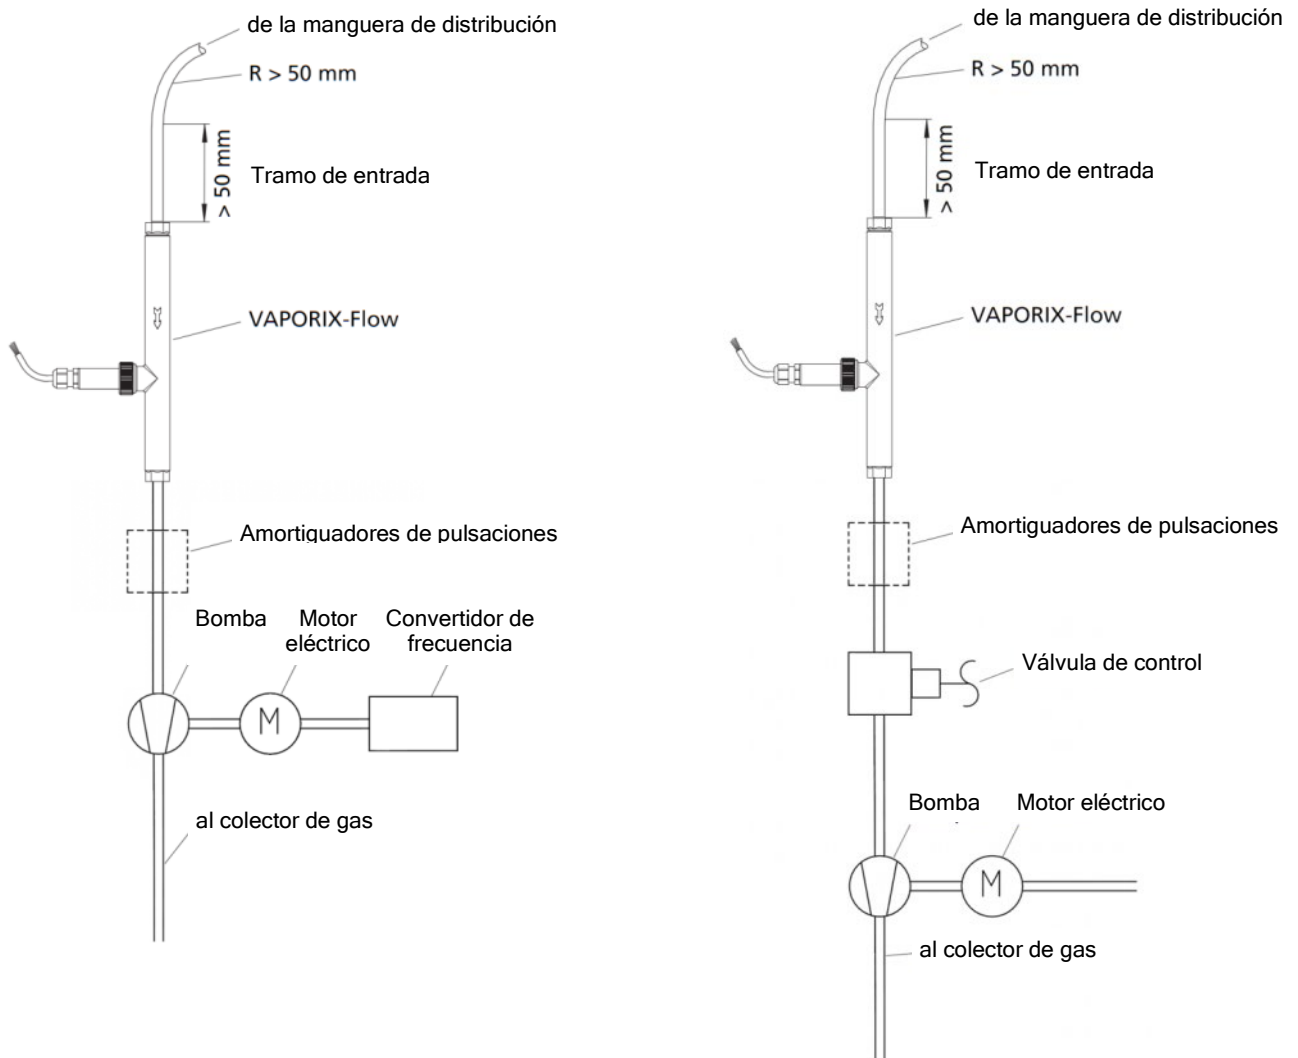 de la manguera de distribución
R > 50 mm
> 50 mm
Tramo de entrada
VAPORIX-Flow
Amortiguadores de pulsaciones
Bomba
Motor
eléctrico
Convertidor de
frecuencia
M
al colector de gas
de la manguera de distribución
R > 50 mm
> 50 mm
Tramo de entrada
VAPORIX-Flow
Amortiguadores de pulsaciones
Válvula de control
Bomba
Motor eléctrico
M
al colector de gas